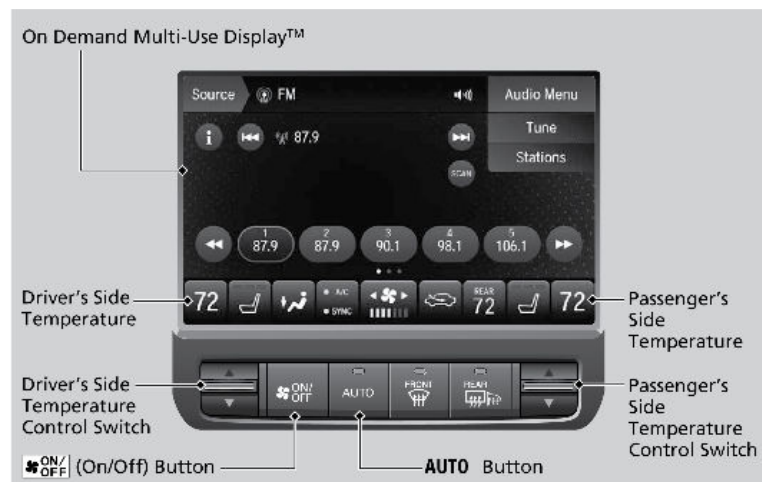 On Demand Multi-Use Display™
Source FM Audio Menu
i 87.9 Tune
Stations
SCAN
1 2 3 4 5
87.9 87.9 90.1 98.1 106.1
72 A/C SYNC REAR 72 72
Driver's Side
Temperature
Passenger's
Side
Temperature
ON/OFF AUTO FRONT REAR
Driver's Side
Temperature
Control Switch
Passenger's
Side
Temperature
Control Switch
ON/OFF (On/Off) Button
AUTO Button